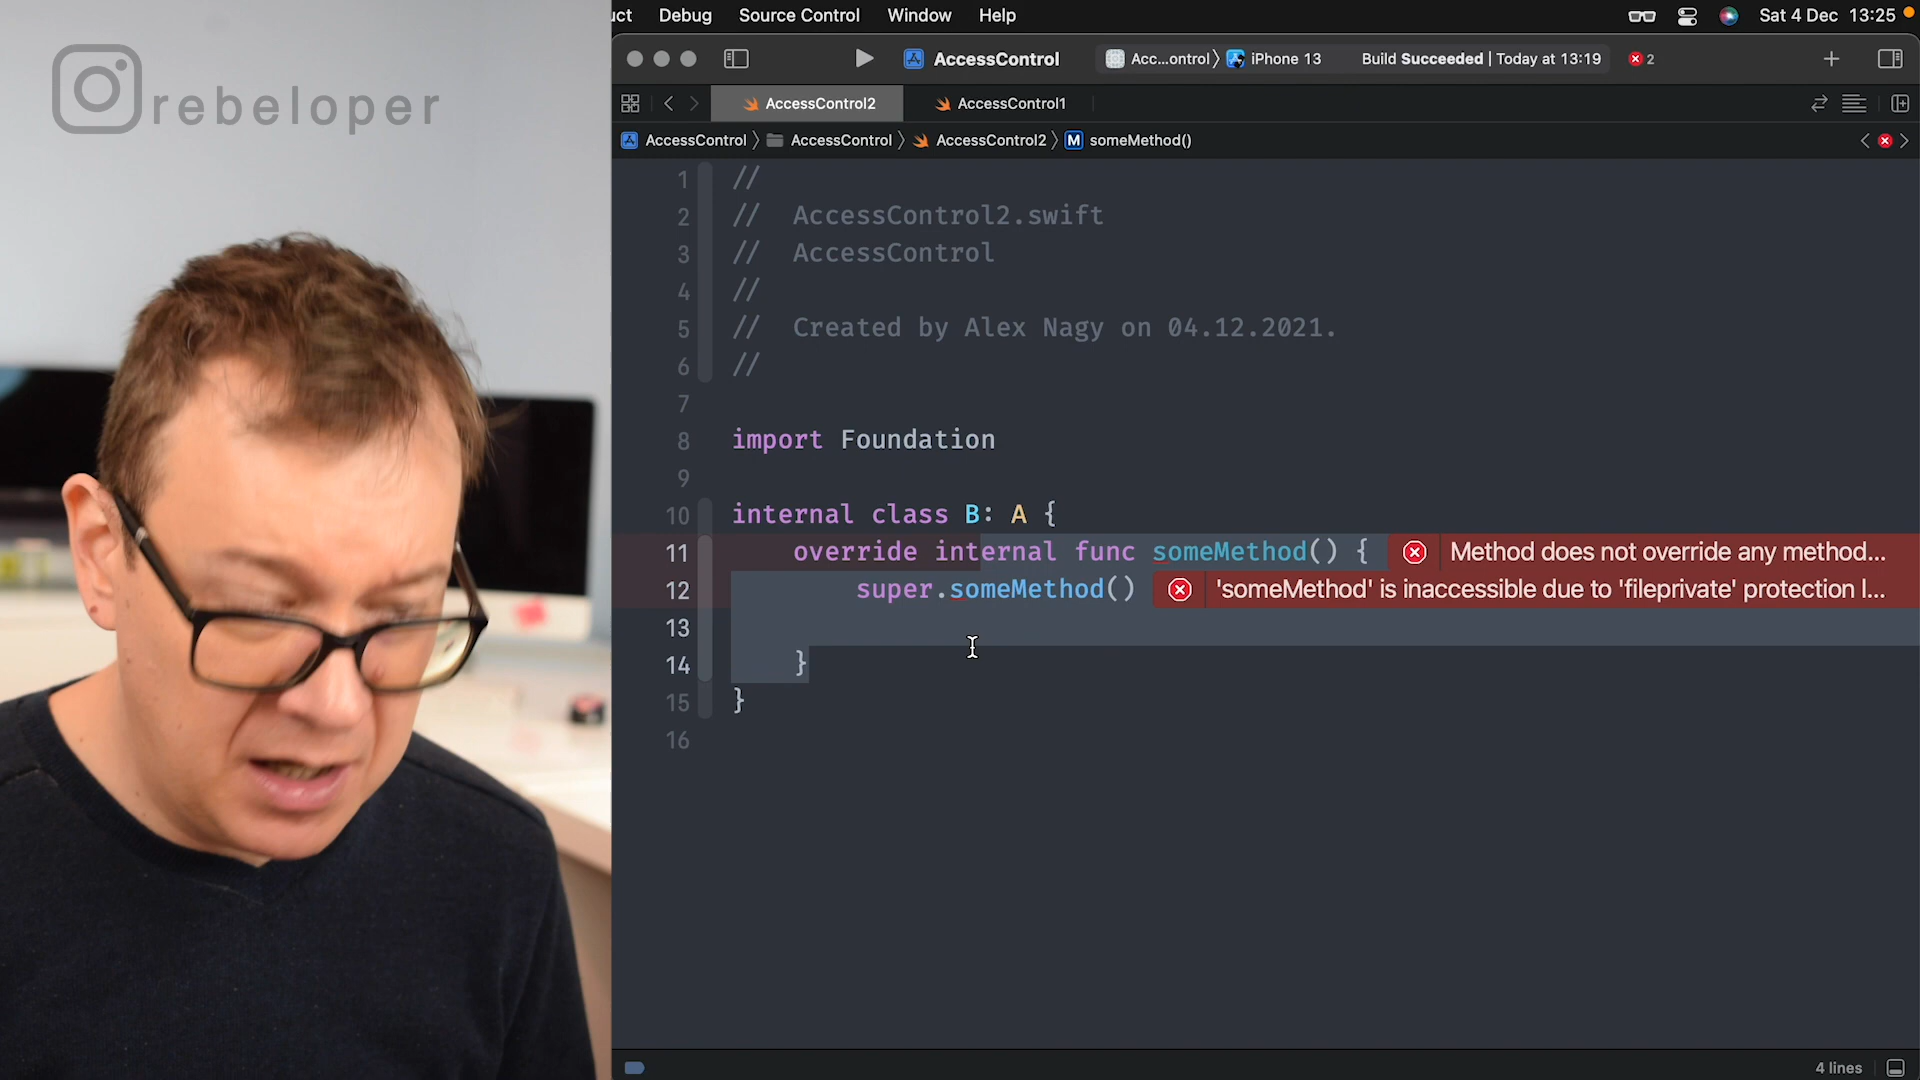 rebeloper
uct Debug Source Control Window Help Sat 4 Dec 13:25
AccessControl Acc...ontrol iPhone 13 Build Succeeded | Today at 13:19 2
AccessControl2 AccessControl1
AccessControl AccessControl AccessControl2 M someMethod()
1 //
2 // AccessControl2.swift
3 // AccessControl
4 //
5 // Created by Alex Nagy on 04.12.2021.
6 //
7
8 import Foundation
9
10 internal class B: A {
11 override internal func someMethod() { Method does not override any method...
12 super.someMethod() 'someMethod' is inaccessible due to 'fileprivate' protection l...
13
14 }
15 }
16
4 lines